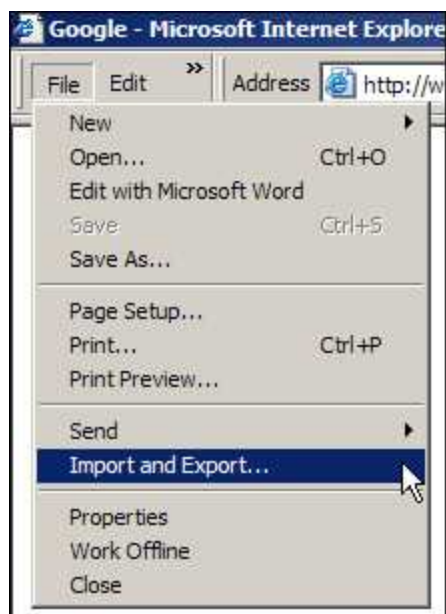 Google - Microsoft Internet Explore
File Edit » Address http://w
New
Open... Ctrl+O
Edit with Microsoft Word
Save Ctrl+S
Save As...
Page Setup...
Print... Ctrl+P
Print Preview...
Send
Import and Export...
Properties
Work Offline
Close